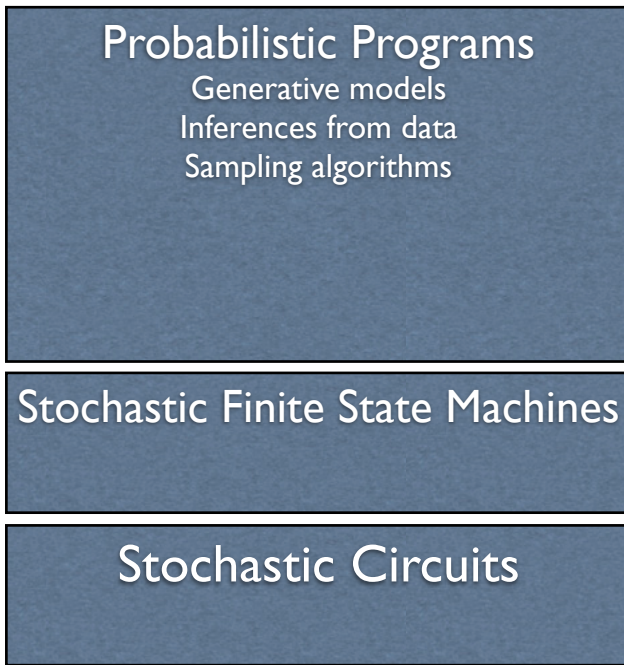 Probabilistic Programs
Generative models
Inferences from data
Sampling algorithms
Stochastic Finite State Machines
Stochastic Circuits